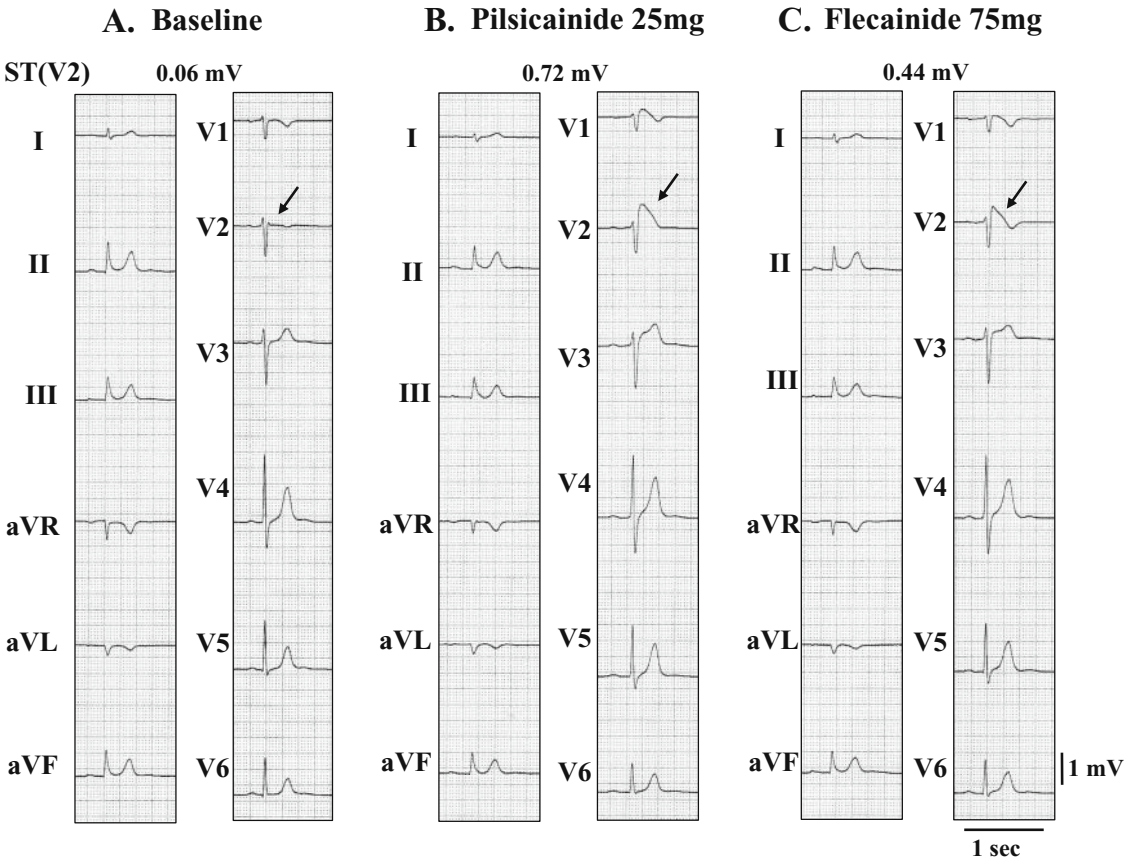 A. Baseline
B. Pilsicainide 25mg
C. Flecainide 75mg
ST(V2)
0.06 mV
0.72 mV
0.44 mV
I
II
III
aVR
aVL
aVF
V1
V2
V3
V4
V5
V6
I
II
III
aVR
aVL
aVF
V1
V2
V3
V4
V5
V6
I
II
III
aVR
aVL
aVF
V1
V2
V3
V4
V5
V6
1 mV
1 sec